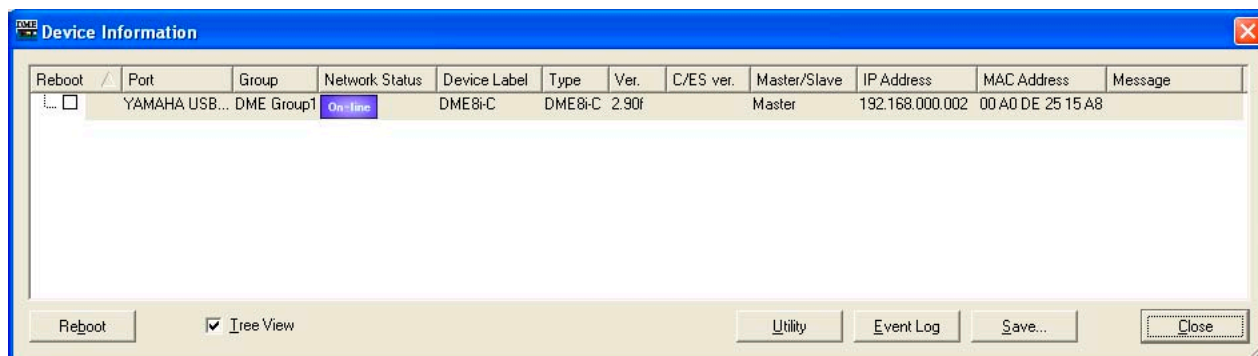 DME
Device Information
Reboot Port Group Network Status Device Label Type Ver. C/ES ver. Master/Slave IP Address MAC Address Message
YAMAHA USB... DME Group1 On-line DME8i-C DME8i-C 2.90f Master 192.168.000.002 00 A0 DE 25 15 A8
Reboot Tree View Utility Event Log Save... Close